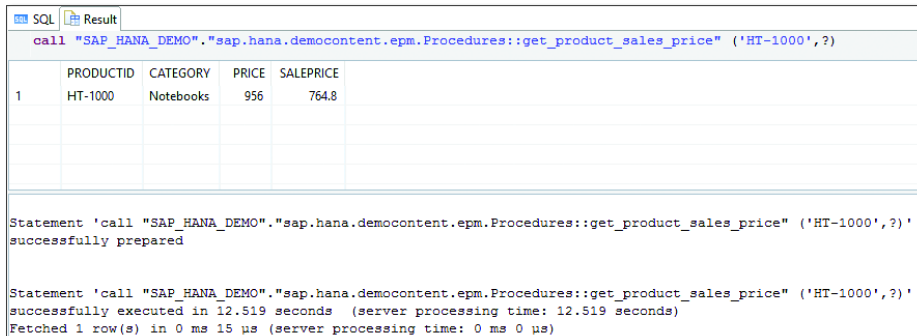 SQL Result
call "SAP_HANA_DEMO"."sap.hana.democontent.epm.Procedures::get_product_sales_price" ('HT-1000',?)
PRODUCTID CATEGORY PRICE SALEPRICE
1 HT-1000 Notebooks 956 764.8
Statement 'call "SAP_HANA_DEMO"."sap.hana.democontent.epm.Procedures::get_product_sales_price" ('HT-1000',?)'
successfully prepared
Statement 'call "SAP_HANA_DEMO"."sap.hana.democontent.epm.Procedures::get_product_sales_price" ('HT-1000',?)'
successfully executed in 12.519 seconds (server processing time: 12.519 seconds)
Fetched 1 row(s) in 0 ms 15 µs (server processing time: 0 ms 0 µs)